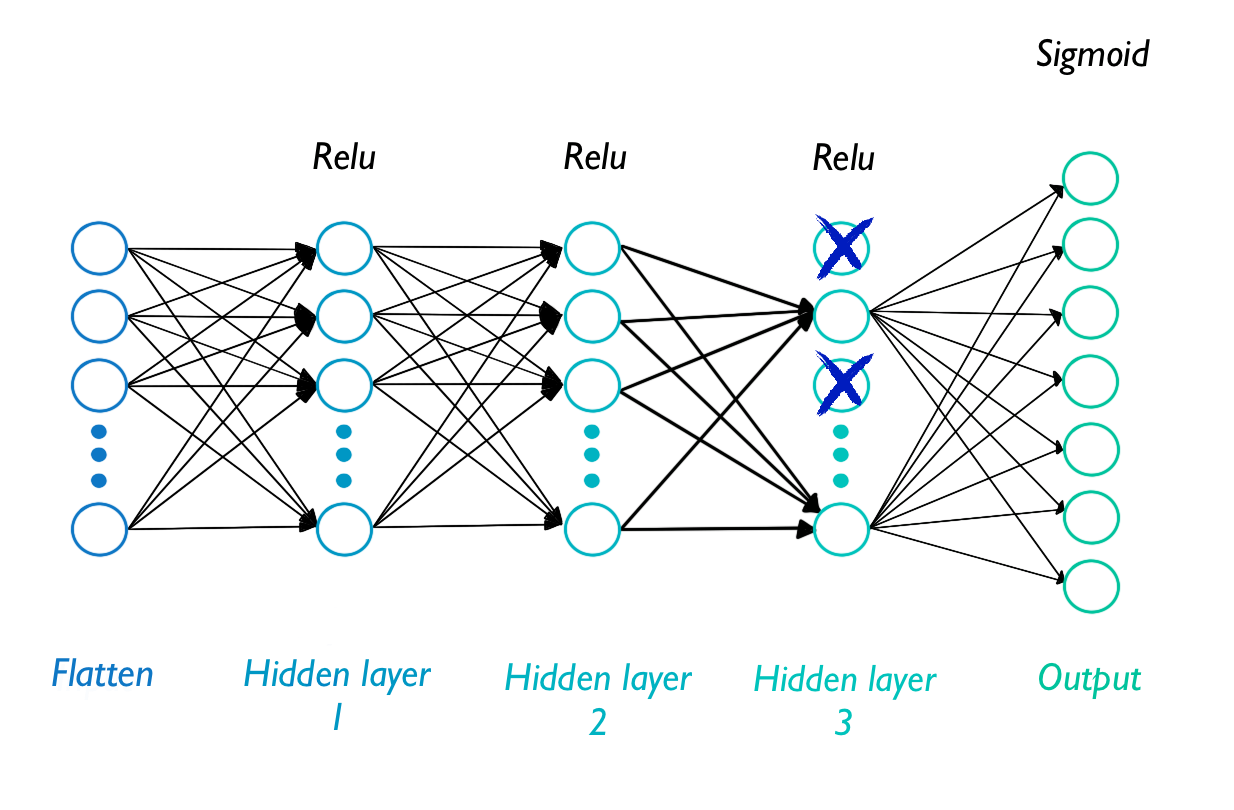 Sigmoid
Relu
Relu
Relu
Flatten
Hidden layer
1
Hidden layer
2
Hidden layer
3
Output